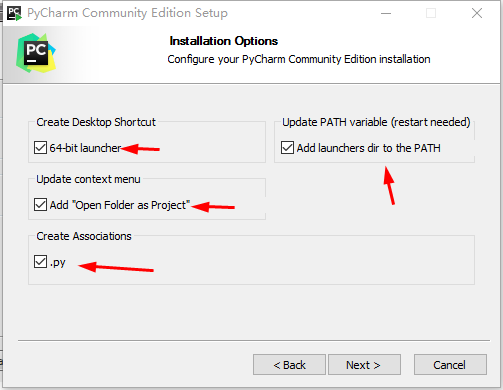 PyCharm Community Edition Setup
PC
Installation Options
Configure your PyCharm Community Edition installation
Create Desktop Shortcut
64-bit launcher
Update PATH variable (restart needed)
Add launchers dir to the PATH
Update context menu
Add "Open Folder as Project"
Create Associations
.py
< Back
Next >
Cancel